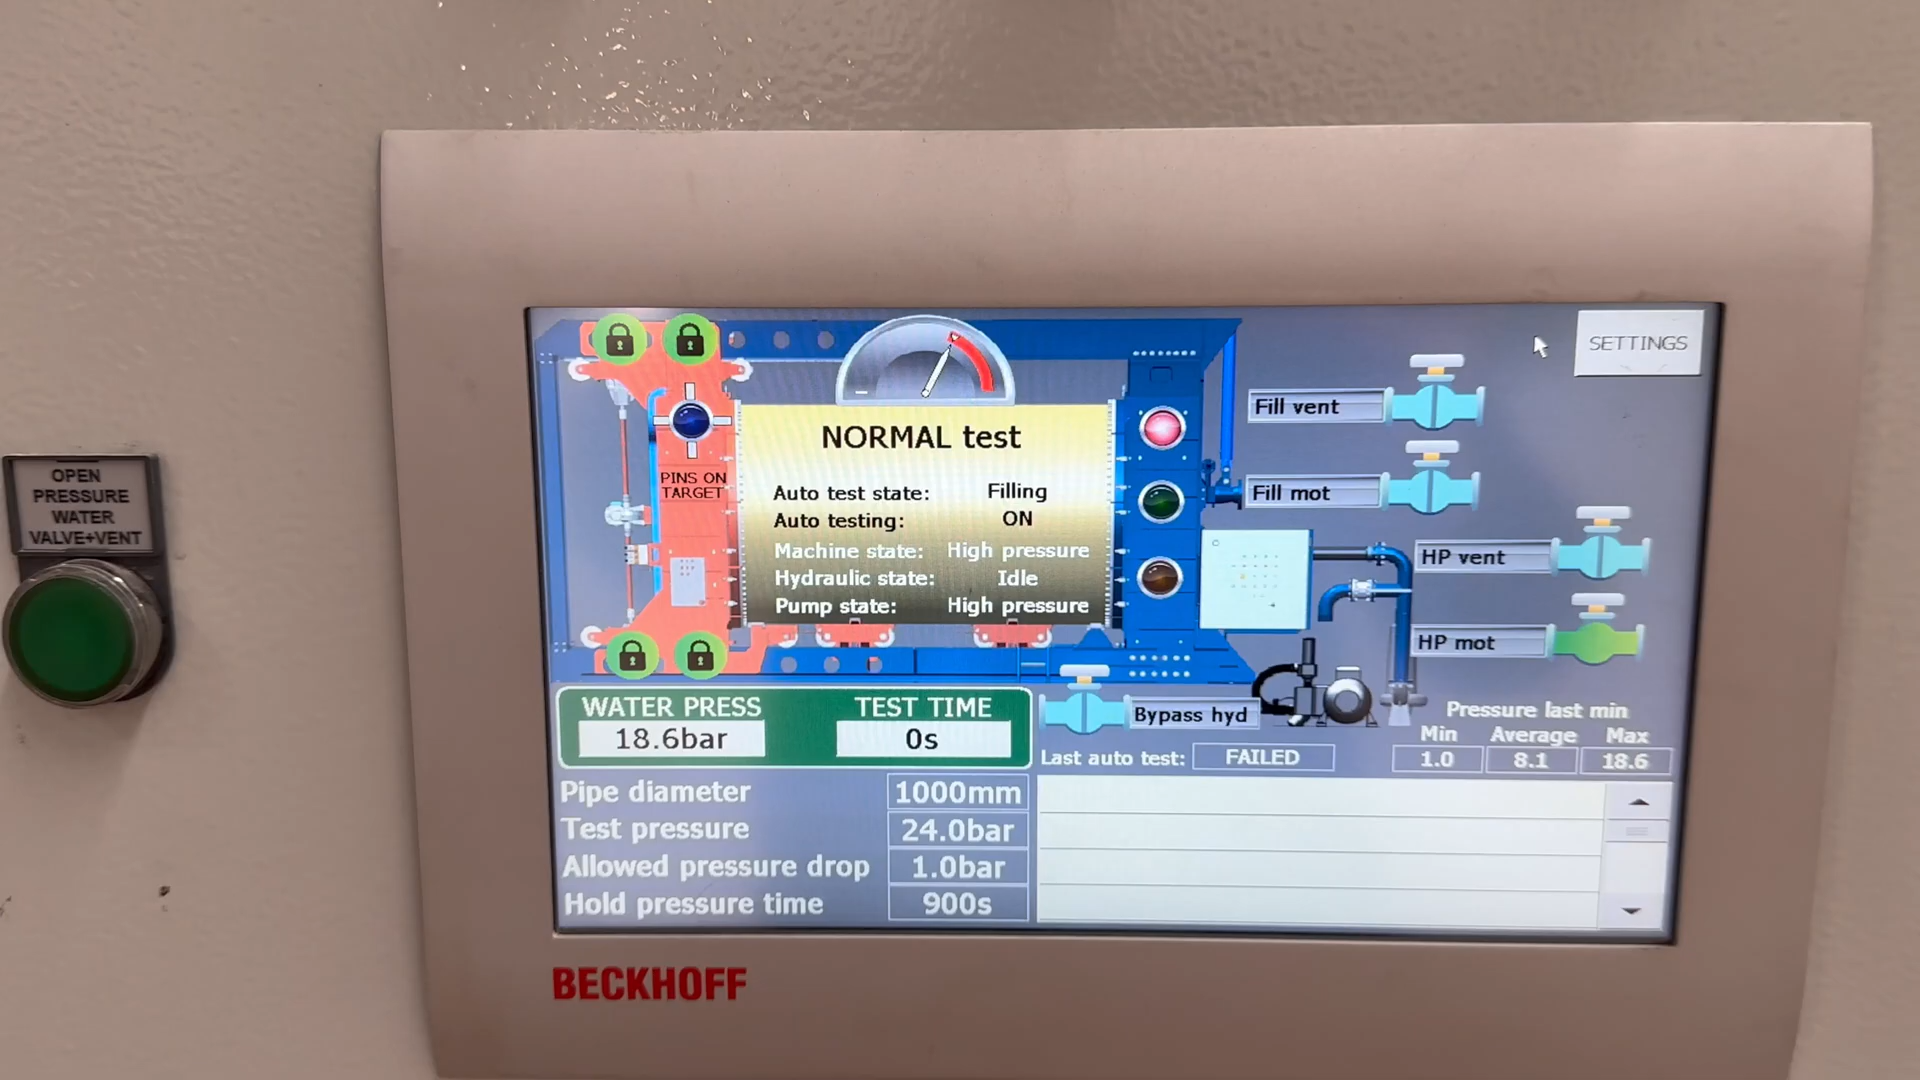 OPEN
PRESSURE
WATER
VALVE+VENT
SETTINGS
Fill vent
NORMAL test
PINS ON
TARGET
Auto test state: Filling
Fill mot
Auto testing: ON
Machine state: High pressure
HP vent
Hydraulic state: Idle
Pump state: High pressure
HP mot
WATER PRESS TEST TIME
18.6bar 0s
Bypass hyd
Pressure last min
Min Average Max
Last auto test: FAILED
1.0 8.1 18.6
Pipe diameter 1000mm
Test pressure 24.0bar
Allowed pressure drop 1.0bar
Hold pressure time 900s
BECKHOFF